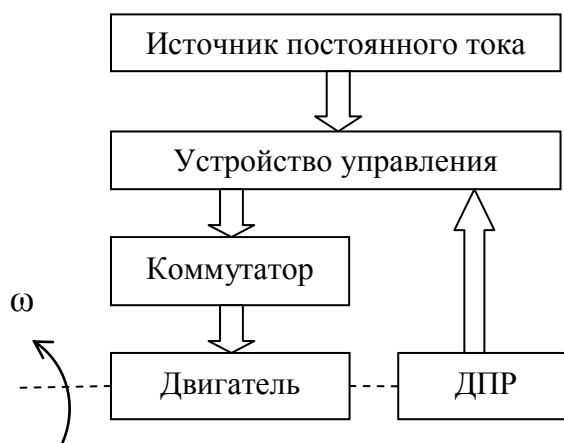 Источник постоянного тока
Устройство управления
Коммутатор
ω
Двигатель
ДПР